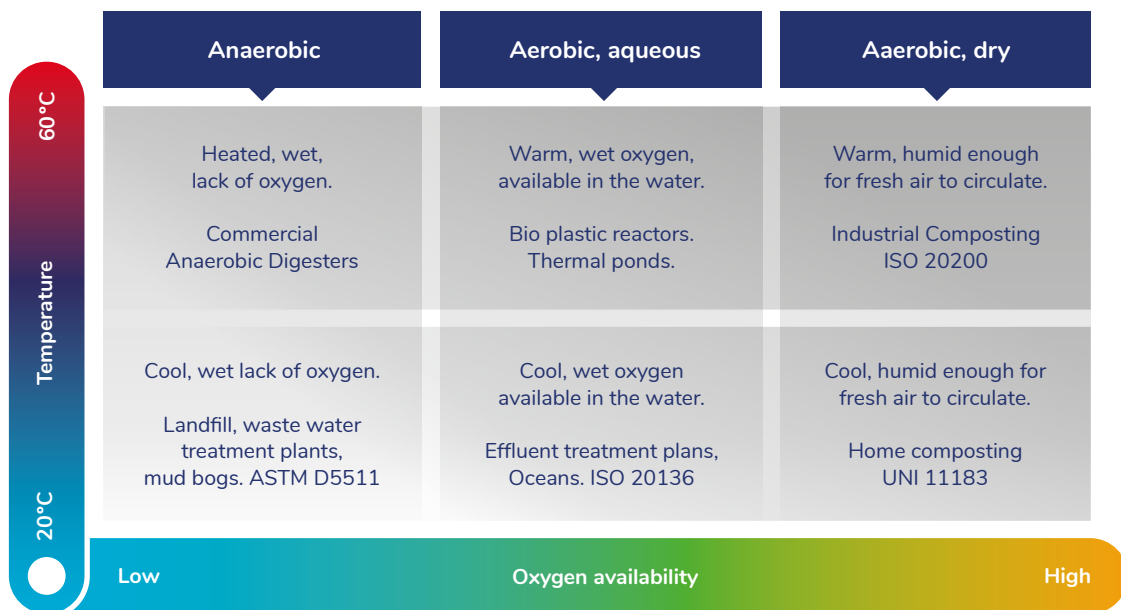 Anaerobic
Aerobic, aqueous
Aaerobic, dry
60°C
Temperature
20°C
Heated, wet,
lack of oxygen.
Commercial
Anaerobic Digesters
Warm, wet oxygen,
available in the water.
Bio plastic reactors.
Thermal ponds.
Warm, humid enough
for fresh air to circulate.
Industrial Composting
ISO 20200
Cool, wet lack of oxygen.
Landfill, waste water
treatment plants,
mud bogs. ASTM D5511
Cool, wet oxygen
available in the water.
Effluent treatment plans,
Oceans. ISO 20136
Cool, humid enough for
fresh air to circulate.
Home composting
UNI 11183
Low
Oxygen availability
High